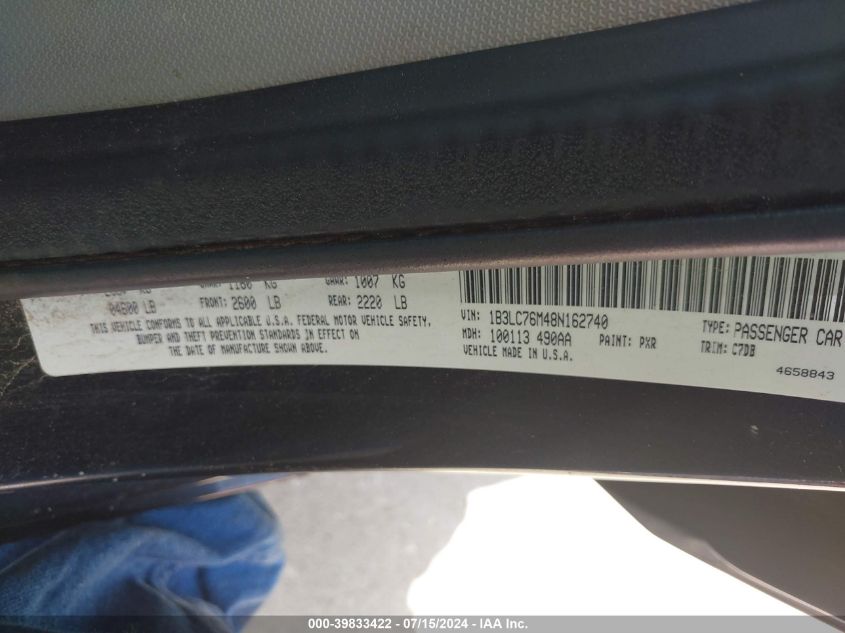 1180 KG GAWR: 1007 KG
04600 LB FRONT: 2600 LB REAR: 2220 LB
THIS VEHICLE CONFORMS TO ALL APPLICABLE U.S.A. FEDERAL MOTOR VEHICLE SAFETY,
BUMPER AND THEFT PREVENTION STANDARDS IN EFFECT ON
THE DATE OF MANUFACTURE SHOWN ABOVE.
VIN: 1B3LC76M48N162740 TYPE: PASSENGER CAR
MDH: 100113 490AA PAINT: PXR TRIM: C7DB
VEHICLE MADE IN U.S.A. 4658843
000-39833422 - 07/15/2024 - IAA Inc.